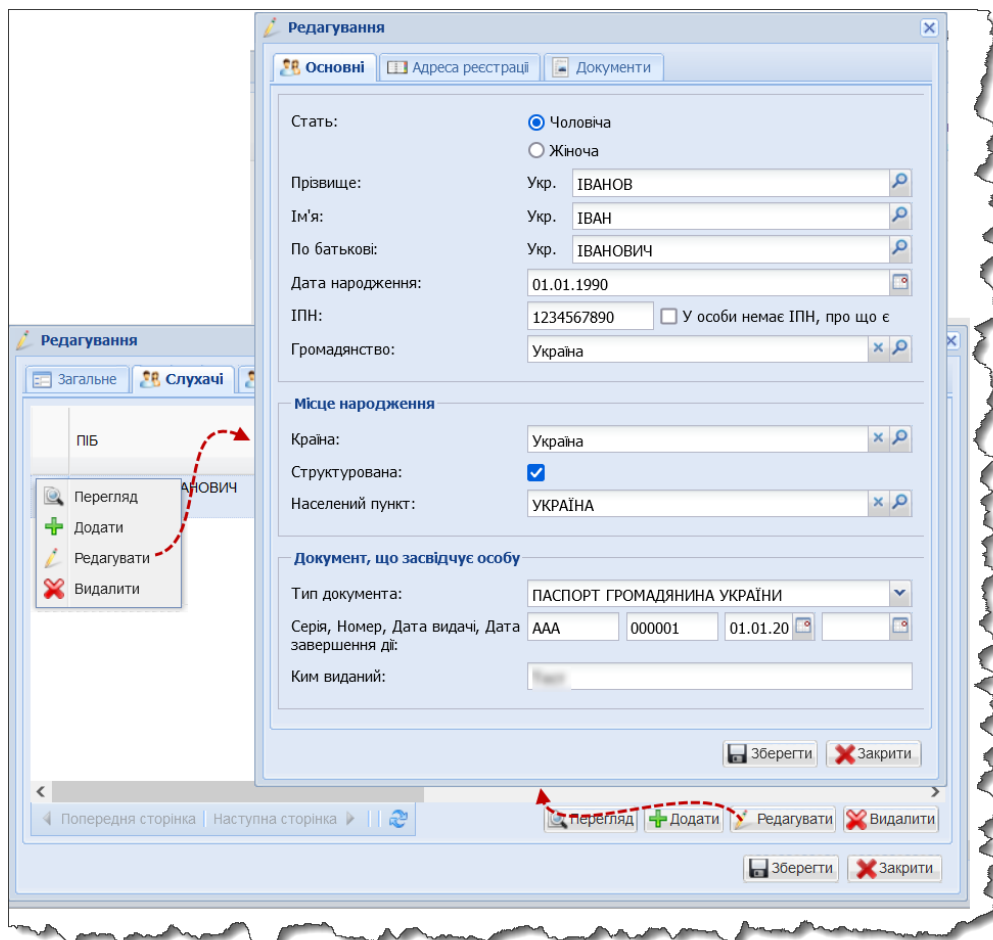 Редагування
Основні
Адреса реєстрації
Документи
Стать:
Чоловіча
Жіноча
Прізвище:
Укр.
ІВАНОВ
Ім'я:
Укр.
ІВАН
По батькові:
Укр.
ІВАНОВИЧ
Дата народження:
01.01.1990
ІПН:
1234567890
У особи немає ІПН, про що є
Громадянство:
Україна
Місце народження
Країна:
Україна
Структурована:
Населений пункт:
УКРАЇНА
Документ, що засвідчує особу
Тип документа:
ПАСПОРТ ГРОМАДЯНИНА УКРАЇНИ
Серія, Номер, Дата видачі, Дата
завершення дії:
ААА
000001
01.01.20
Ким виданий:
Зберегти
Закрити
Редагування
Загальне
Слухачі
ПІБ
АНОВИЧ
Перегляд
Додати
Редагувати
Видалити
Попередня сторінка
Наступна сторінка
Перегляд
Додати
Редагувати
Видалити
Зберегти
Закрити